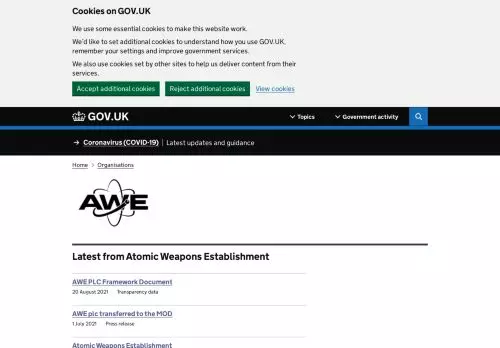 Cookies on GOV.UK
We use some essential cookies to make this website work.
We'd like to set additional cookies to understand how you use GOV.UK,
remember your settings and improve government services.
We also use cookies set by other sites to help us deliver content from their
services.
Accept additional cookies Reject additional cookies View cookies
GOV.UK Topics Government activity
→ Coronavirus (COVID-19) Latest updates and guidance
Home > Organisations
AWE
Latest from Atomic Weapons Establishment
AWE PLC Framework Document
20 August 2021 Transparency data
AWE plc transferred to the MOD
1 July 2021 Press release
Atomic Weapons Establishment